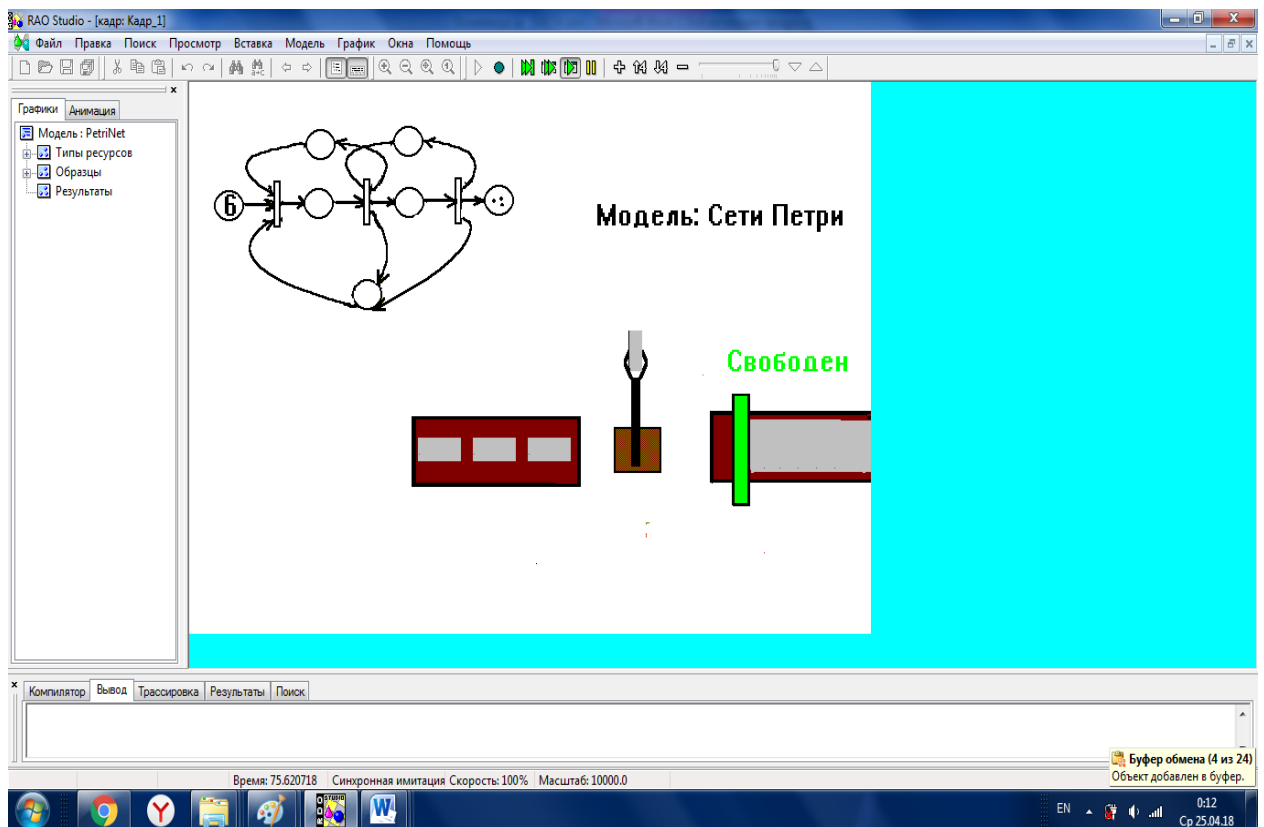 RAO Studio - [кадр: Кадр_1]
Файл Правка Поиск Просмотр Вставка Модель График Окна Помощь
Графики Анимация
Модель : PetriNet
Типы ресурсов
Образцы
Результаты
6
Модель: Сети Петри
Свободен
Компилятор Вывод Трассировка Результаты Поиск
Буфер обмена (4 из 24)
Объект добавлен в буфер.
Время: 75.620718 Синхронная имитация Скорость: 100% Масштаб: 10000.0
EN
0:12
Ср 25.04.18